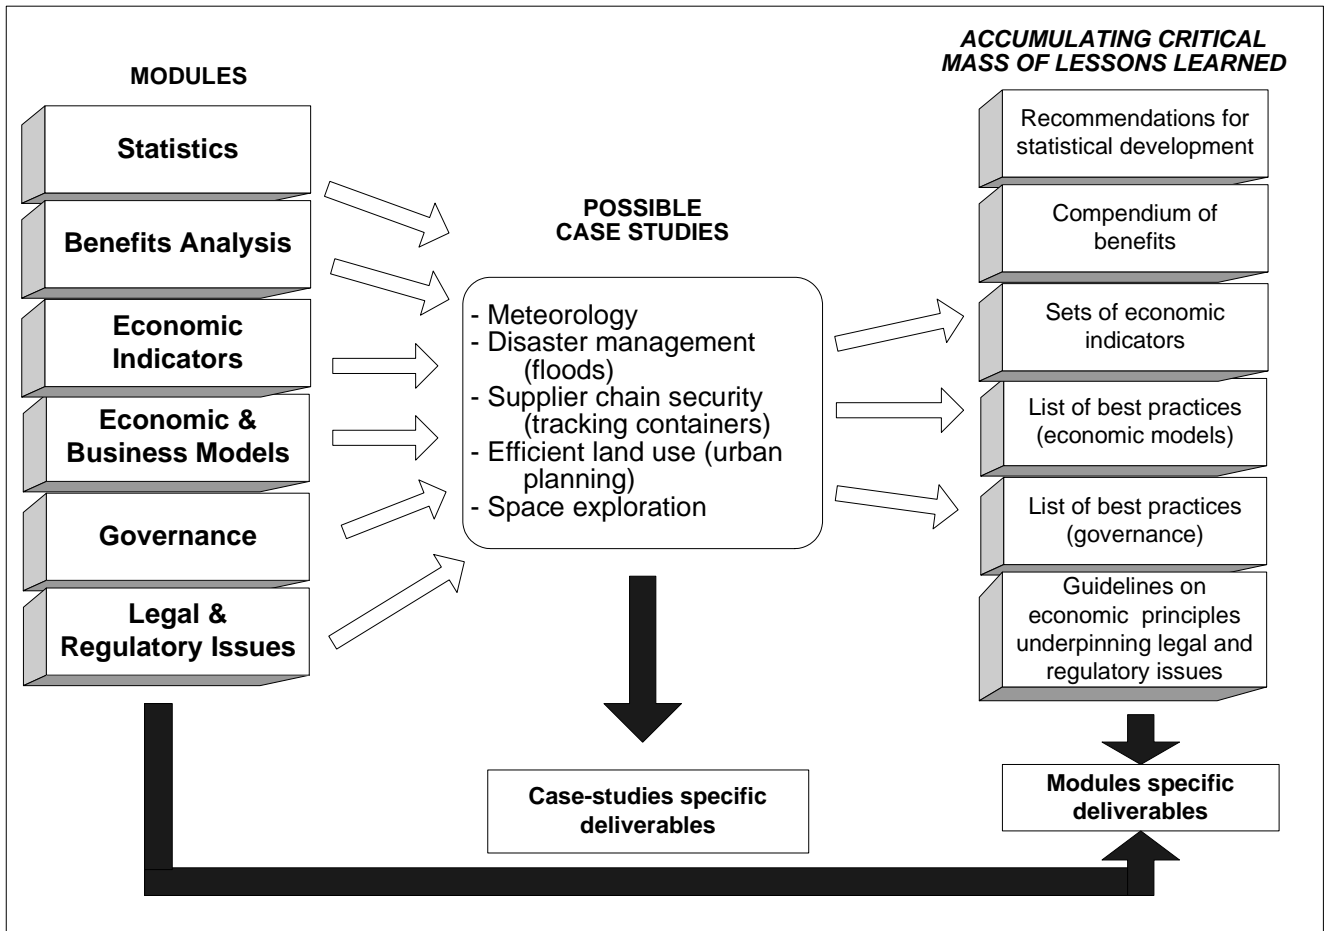 MODULES
Statistics
Benefits Analysis
Economic
Indicators
Economic &
Business Models
Governance
Legal &
Regulatory Issues
POSSIBLE
CASE STUDIES
- Meteorology
- Disaster management
(floods)
- Supplier chain security
(tracking containers)
- Efficient land use (urban
planning)
- Space exploration
Case-studies specific
deliverables
ACCUMULATING CRITICAL
MASS OF LESSONS LEARNED
Recommendations for
statistical development
Compendium of
benefits
Sets of economic
indicators
List of best practices
(economic models)
List of best practices
(governance)
Guidelines on
economic principles
underpinning legal and
regulatory issues
Modules specific
deliverables